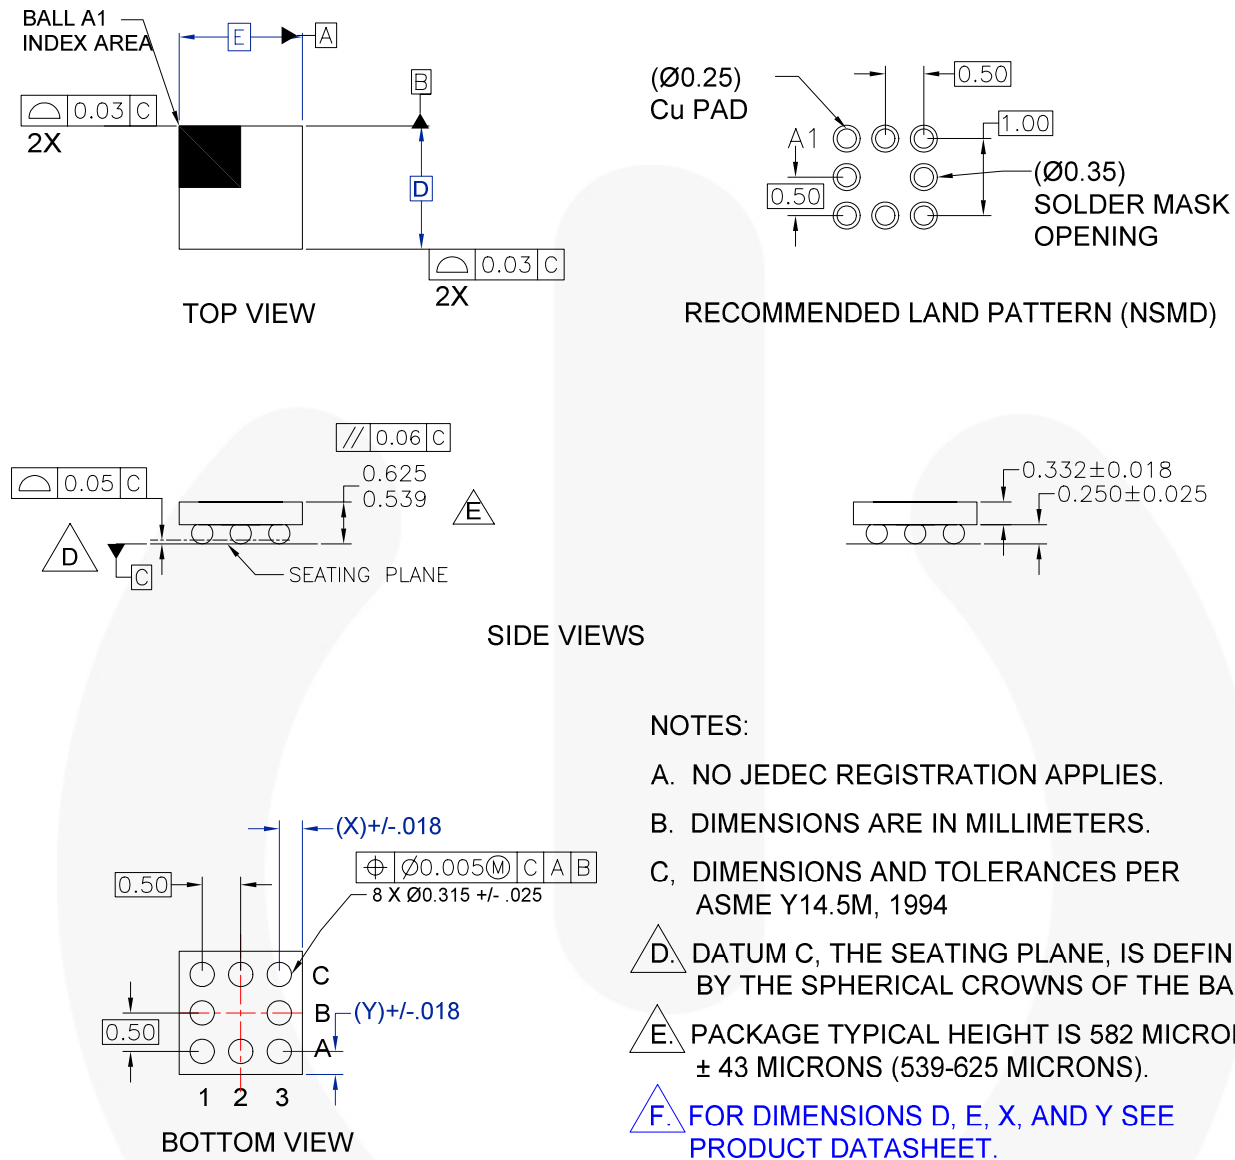 BALL A1
INDEX AREA
E
A
B
⌓ 0.03 C
2X
D
⌓ 0.03 C
2X
TOP VIEW
(Ø0.25)
Cu PAD
0.50
A1
1.00
0.50
(Ø0.35)
SOLDER MASK
OPENING
RECOMMENDED LAND PATTERN (NSMD)
// 0.06 C
⌓ 0.05 C
0.625
0.539
E
D
C
SEATING PLANE
0.332±0.018
0.250±0.025
SIDE VIEWS
(X)+/-.018
⌖ Ø0.005Ⓜ C A B
8 X Ø0.315 +/- .025
0.50
C
B
A
(Y)+/-.018
0.50
1 2 3
BOTTOM VIEW
NOTES:
A. NO JEDEC REGISTRATION APPLIES.
B. DIMENSIONS ARE IN MILLIMETERS.
C, DIMENSIONS AND TOLERANCES PER
ASME Y14.5M, 1994
D. DATUM C, THE SEATING PLANE, IS DEFIN
BY THE SPHERICAL CROWNS OF THE BA
E. PACKAGE TYPICAL HEIGHT IS 582 MICRO
± 43 MICRONS (539-625 MICRONS).
F. FOR DIMENSIONS D, E, X, AND Y SEE
PRODUCT DATASHEET.